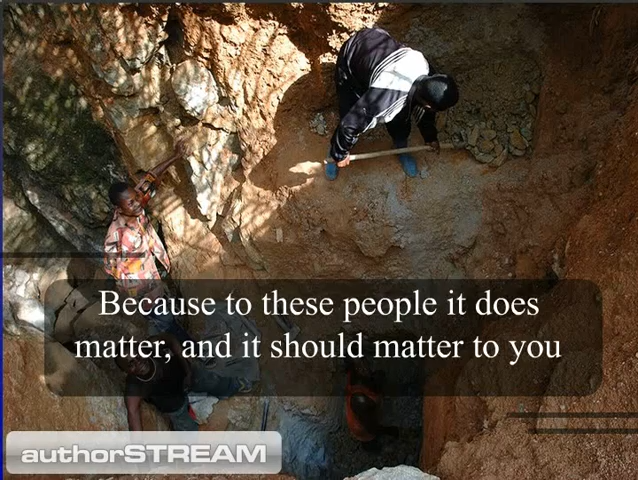 Because to these people it does
matter, and it should matter to you
authorSTREAM